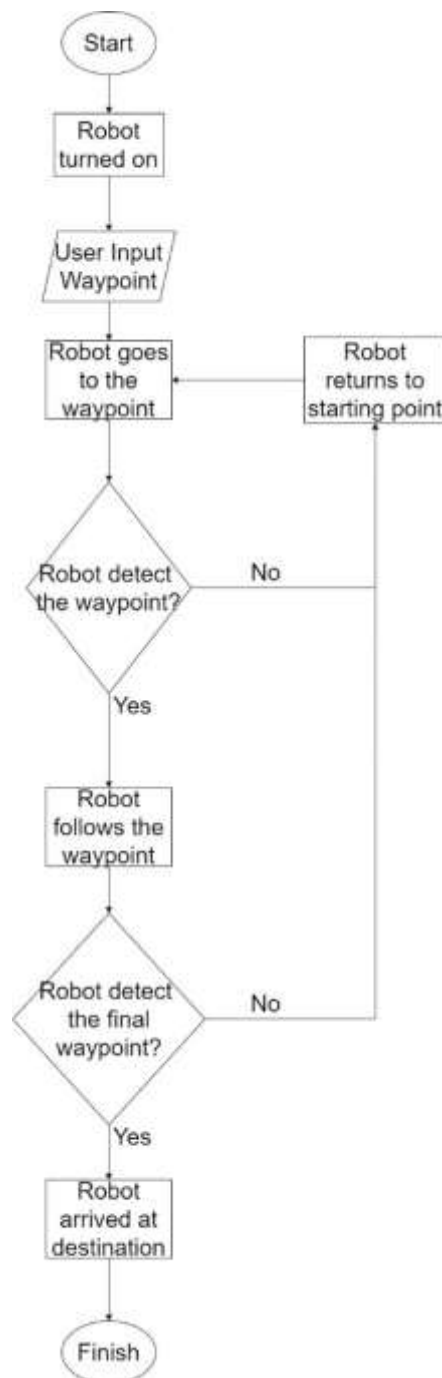 Start
Robot
turned on
User Input
Waypoint
Robot goes
to the
waypoint
Robot
returns to
starting point
Robot detect
the waypoint?
No
Yes
Robot
follows the
waypoint
Robot detect
the final
waypoint?
No
Yes
Robot
arrived at
destination
Finish